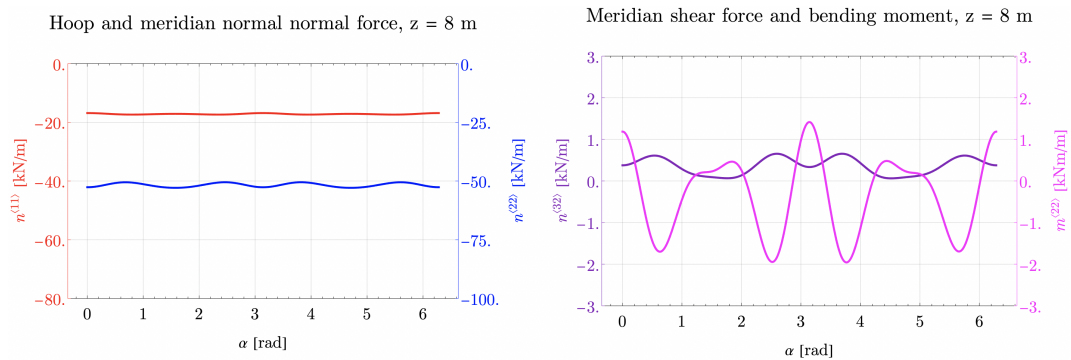 Hoop and meridian normal normal force, z = 8 m
0.
−20.
−40.
−60.
−80.
n⟨11⟩ [kN/m]
0.
−25.
−50.
−75.
−100.
n⟨22⟩ [kN/m]
0 1 2 3 4 5 6
α [rad]
Meridian shear force and bending moment, z = 8 m
3.
2.
1.
0.
−1.
−2.
−3.
n⟨32⟩ [kN/m]
3.
2.
1.
0.
−1.
−2.
−3.
m⟨22⟩ [kNm/m]
0 1 2 3 4 5 6
α [rad]